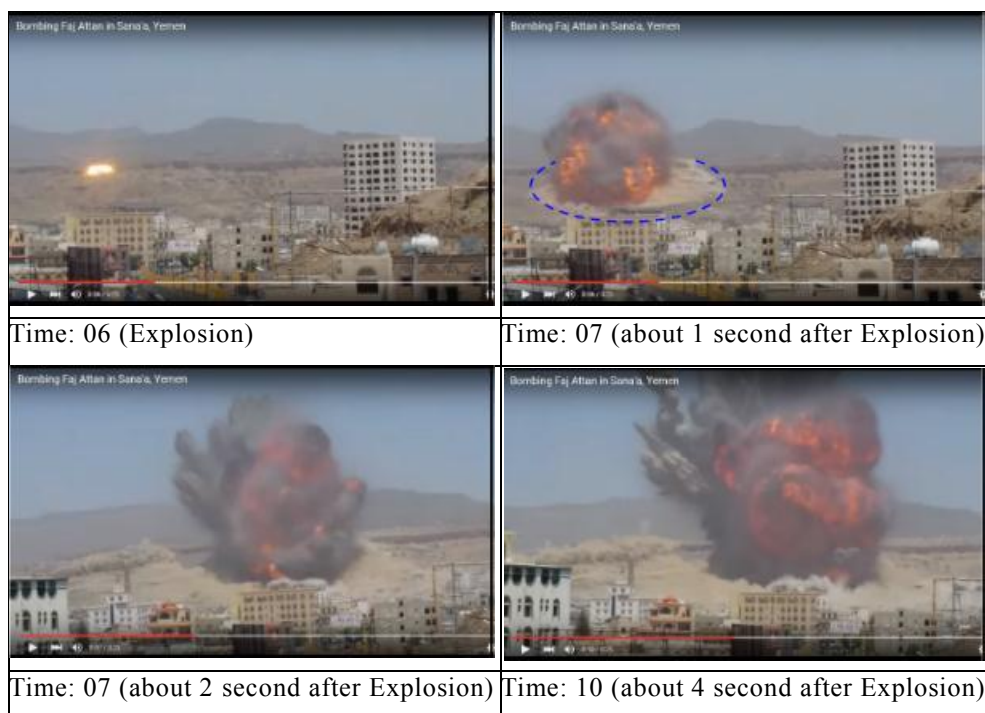 Bombing Faj Attan in Sana'a, Yemen
Bombing Faj Attan in Sana'a, Yemen
Time: 06 (Explosion)
Time: 07 (about 1 second after Explosion)
Bombing Faj Attan in Sana'a, Yemen
Bombing Faj Attan in Sana'a, Yemen
Time: 07 (about 2 second after Explosion)
Time: 10 (about 4 second after Explosion)